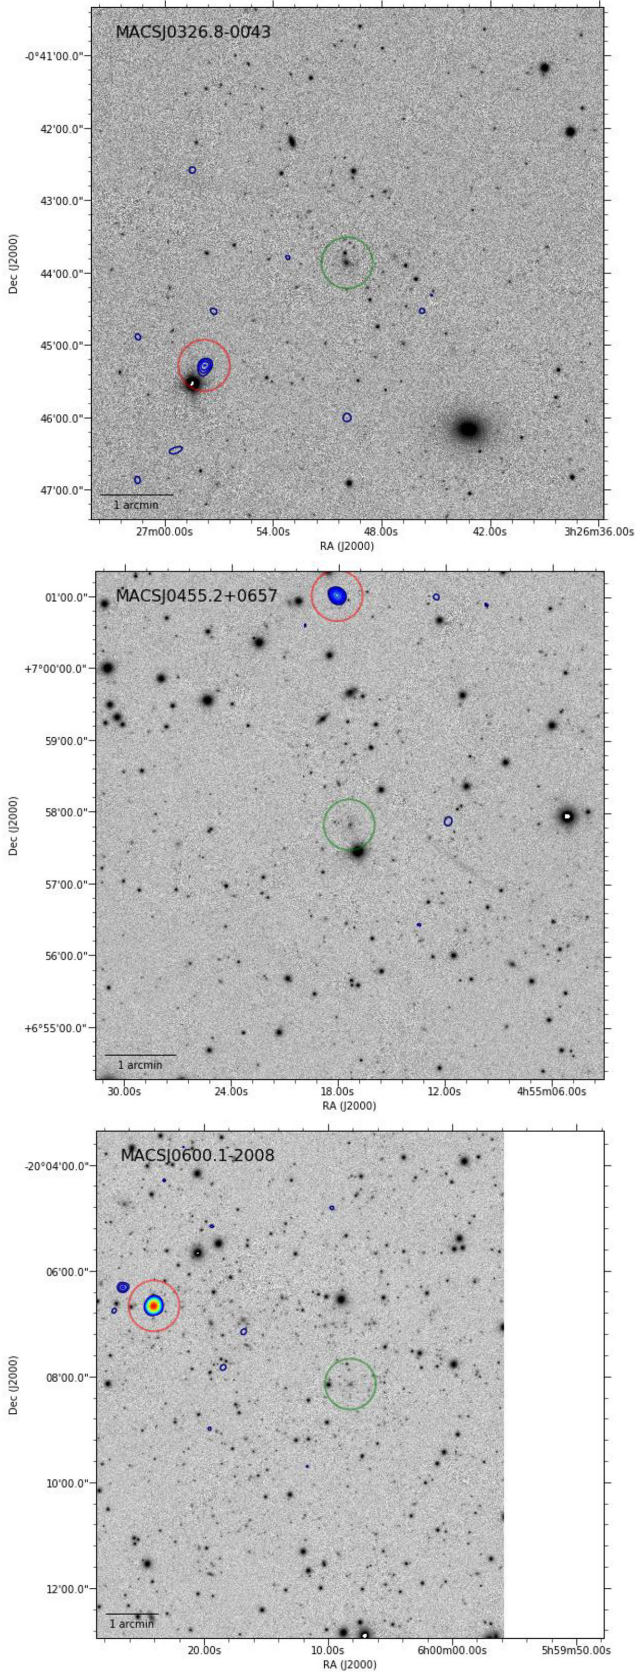 MACSJ0326.8-0043
-0°41'00.0"
42'00.0"
43'00.0"
44'00.0"
45'00.0"
46'00.0"
47'00.0"
Dec (J2000)
1 arcmin
27m00.00s
54.00s
48.00s
42.00s
3h26m36.00s
RA (J2000)
MACSJ0455.2+0657
01'00.0"
+7°00'00.0"
59'00.0"
58'00.0"
57'00.0"
56'00.0"
+6°55'00.0"
Dec (J2000)
1 arcmin
30.00s
24.00s
18.00s
12.00s
4h55m06.00s
RA (J2000)
MACSJ0600.1-2008
-20°04'00.0"
06'00.0"
08'00.0"
10'00.0"
12'00.0"
Dec (J2000)
1 arcmin
20.00s
10.00s
6h00m00.00s
5h59m50.00s
RA (J2000)